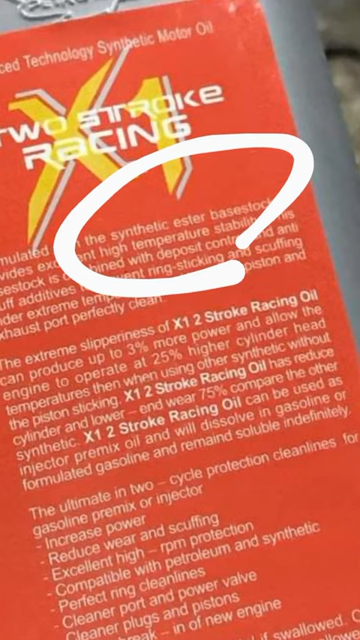 ced Technology Synthetic Motor Oil
X1
TWO STROKE
RACING
mulated the synthetic ester basestock
vides high temperature stability This
sestock is with deposit and anti
uff additives ring-sticking and scuffing
nder extreme piston and
xhaust port perfectly clean.
The extreme slipperiness of X1 2 Stroke Racing Oil
can produce up to 3% more power and allow the
engine to operate at 25% higher cylinder head
temperatures then when using other synthetic without
the piston sticking. X1 2 Stroke Racing Oil has reduce
cylinder and lower – end wear 75% compare the other
synthetic. X1 2 Stroke Racing Oil can be used as
injector premix oil and will dissolve in gasoline or
formulated gasoline and remaind soluble indefinitely.
The ultimate in two – cycle protection cleanlines for
gasoline premix or injector
- Increase power
- Reduce wear and scuffing
- Excellent high – rpm protection
- Compatible with petroleum and synthetic
- Perfect ring cleanlines
- Cleaner port and power valve
- Cleaner plugs and pistons
break – in of new engine
of swallowed.